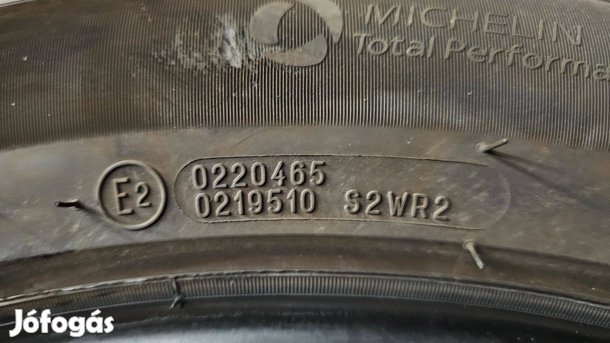 MICHELIN
Total Performa
E2
0220465
0219510 S2WR2
Jófogás